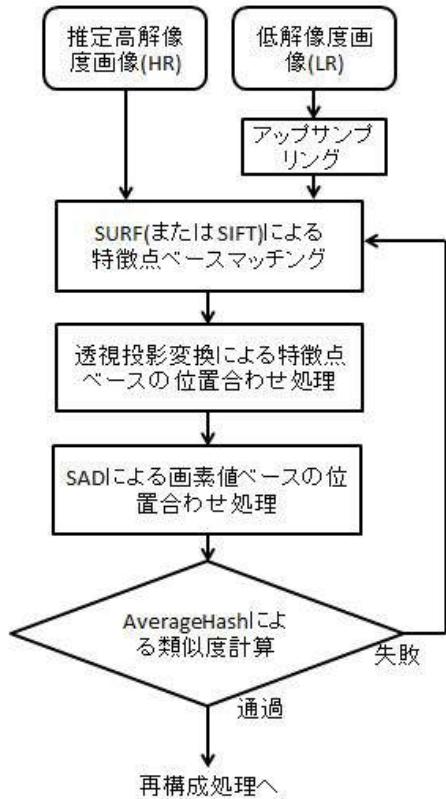 推定高解像
度画像(HR)
低解像度画
像(LR)
アップサンプ
リング
SURF(またはSIFT)による
特徴点ベースマッチング
透視投影変換による特徴点
ベースの位置合わせ処理
SADによる画素値ベースの位
置合わせ処理
AverageHashによ
る類似度計算
失敗
通過
再構成処理へ